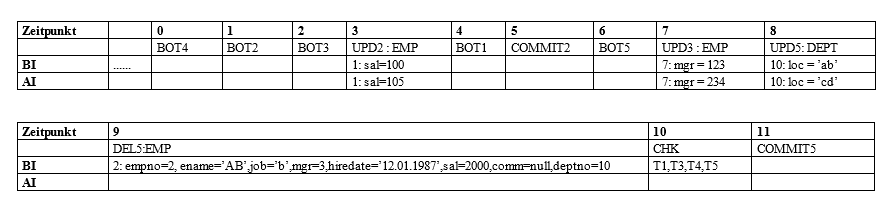 Zeitpunkt 0 1 2 3 4 5 6 7 8
BOT4 BOT2 BOT3 UPD2 : EMP BOT1 COMMIT2 BOT5 UPD3 : EMP UPD5: DEPT
BI ...... 1: sal=100 7: mgr = 123 10: loc = ’ab’
AI 1: sal=105 7: mgr = 234 10: loc = ’cd’
Zeitpunkt 9 10 11
DEL5:EMP CHK COMMIT5
BI 2: empno=2, ename=’AB’,job=’b’,mgr=3,hiredate=’12.01.1987’,sal=2000,comm=null,deptno=10 T1,T3,T4,T5
AI